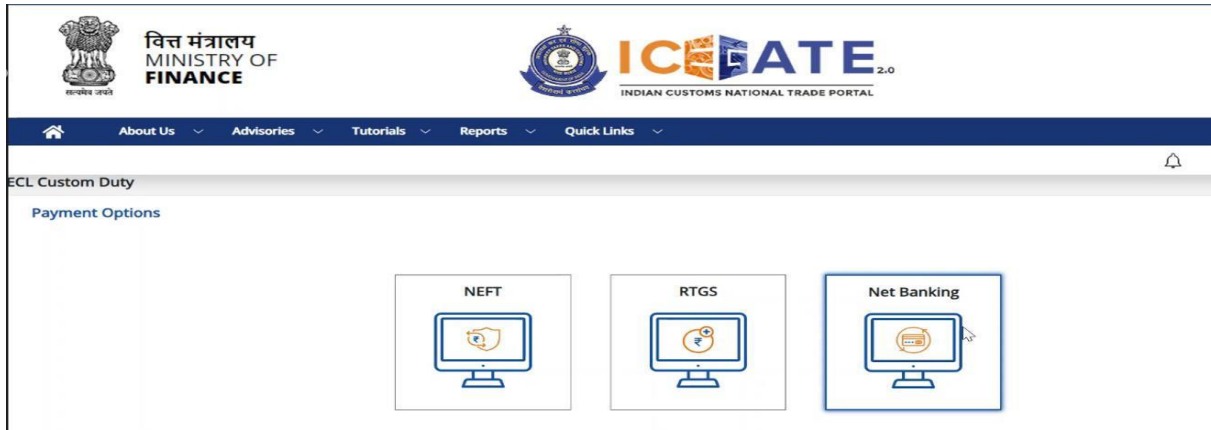 वित्त मंत्रालय
MINISTRY OF
FINANCE
सत्यमेव जयते
ICEGATE 2.0
INDIAN CUSTOMS NATIONAL TRADE PORTAL
About Us
Advisories
Tutorials
Reports
Quick Links
ECL Custom Duty
Payment Options
NEFT
RTGS
Net Banking